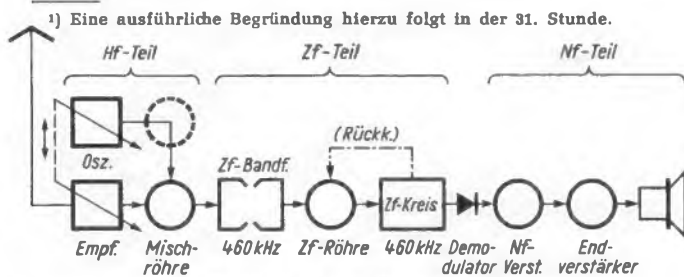 ¹) Eine ausführliche Begründung hierzu folgt in der 31. Stunde.
Hf-Teil
Zf-Teil
Nf-Teil
Osz.
Zf-Bandf.
(Rückk.)
Zf-Kreis
Empf.
Misch-
röhre
460 kHz
Zf-Röhre
460 kHz
Demo-
dulator
Nf-
Verst
End-
verstärker